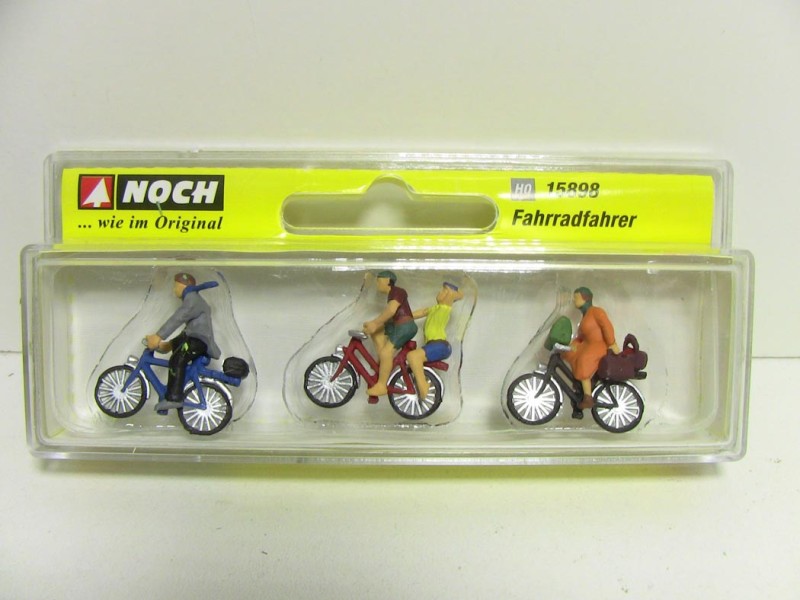 NOCH
... wie im Original
H0 15898
Fahrradfahrer